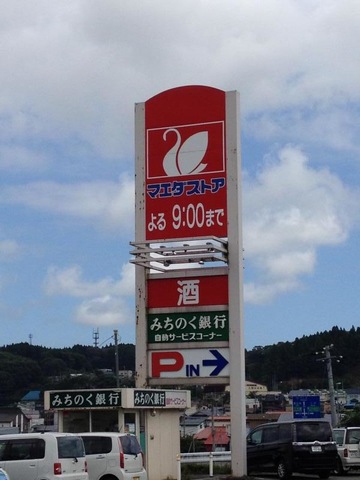 マエダストア
よる 9:00まで
酒
みちのく銀行
自動サービスコーナー
P IN →
みちのく銀行
みちのく銀行